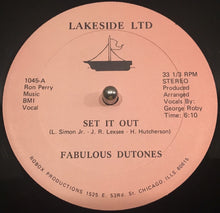 LAKESIDE LTD
1045-A
Ron Perry
Music
BMI
Vocal
33 1/3 RPM
STEREO
Produced
Arranged
Vocals By:
George Roby
Time: 6:10
SET IT OUT
(L. Simon Jr. - J. R. Lexsee - H. Hutcherson)
FABULOUS DUTONES
ROBOX PRODUCTIONS 1525 E. 53Rd. St. CHICAGO, ILLS 60615